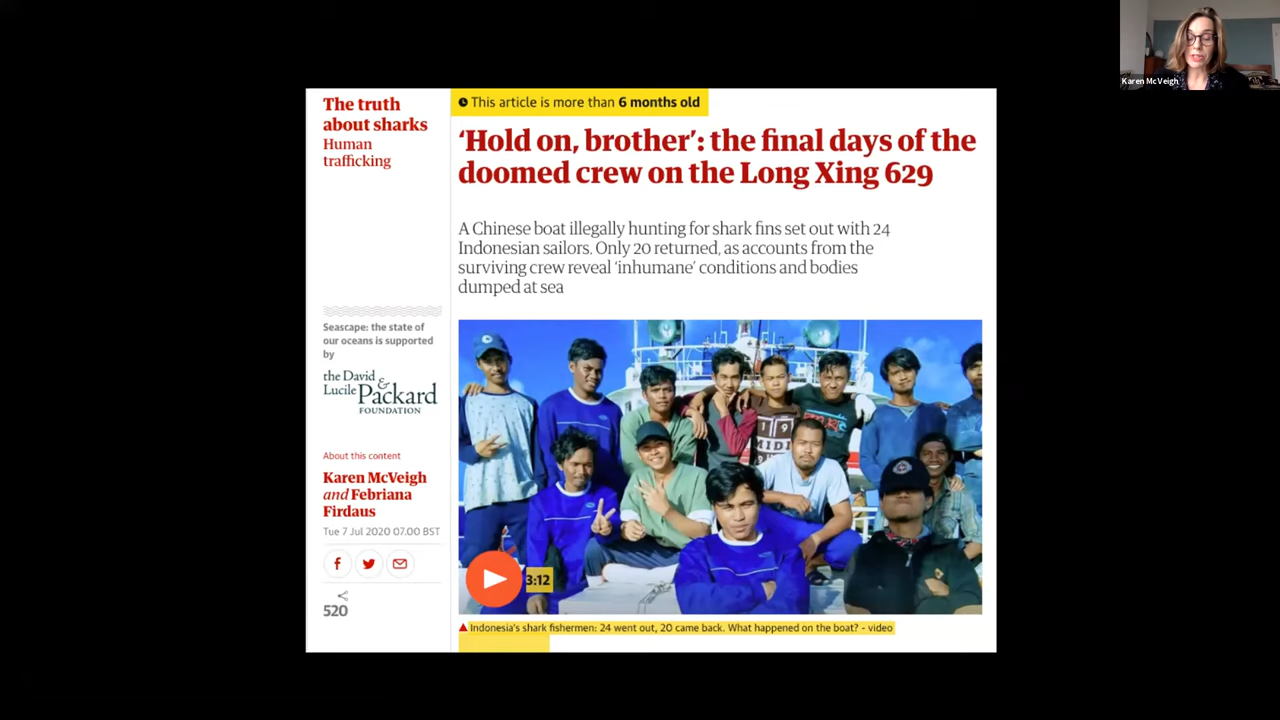 Karen McVeigh
The truth
about sharks
Human
trafficking
This article is more than 6 months old
‘Hold on, brother’: the final days of the
doomed crew on the Long Xing 629
A Chinese boat illegally hunting for shark fins set out with 24
Indonesian sailors. Only 20 returned, as accounts from the
surviving crew reveal ‘inhumane’ conditions and bodies
dumped at sea
Seascape: the state of
our oceans is supported
by
the David
& Lucile Packard
FOUNDATION
About this content
Karen McVeigh
and Febriana
Firdaus
Tue 7 Jul 2020 07.00 BST
520
3:12
Indonesia's shark fishermen: 24 went out, 20 came back. What happened on the boat? - video